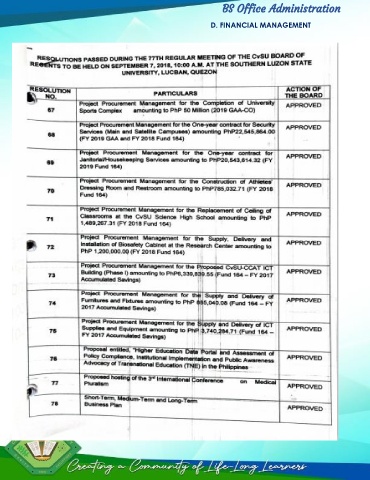 BS Office Administration
D. FINANCIAL MANAGEMENT
RESOLUTIONS PASSED DURING THE 77TH REGULAR MEETING OF THE CvSU BOARD OF
REGENTS TO BE HELD ON SEPTEMBER 7, 2018, 10:00 A.M. AT THE SOUTHERN LUZON STATE
UNIVERSITY, LUCBAN, QUEZON
RESOLUTION NO. PARTICULARS ACTION OF THE BOARD
67 Project Procurement Management for the Completion of University APPROVED
Sports Complex amounting to PhP 50 Million (2019 GAA-CO)
68 Project Procurement Management for the One-year contract for Security APPROVED
Services (Main and Satellite Campuses) amounting PhP22,545,864.00
(FY 2019 GAA and FY 2018 Fund 164)
69 Project Procurement Management for the One-year contract for APPROVED
Janitorial/Housekeeping Services amounting to PhP20,543,814.32 (FY
2019 Fund 164)
70 Project Procurement Management for the Construction of Athletes' APPROVED
Dressing Room and Restroom amounting to PhP785,032.71 (FY 2018
Fund 164)
71 Project Procurement Management for the Replacement of Ceiling of APPROVED
Classrooms at the CvSU Science High School amounting to PhP
1,489,267.31 (FY 2018 Fund 164)
72 Project Procurement Management for the Supply, Delivery and APPROVED
Installation of Biosafety Cabinet at the Research Center amounting to
PhP 1,200,000.00 (FY 2018 Fund 164)
73 Project Procurement Management for the Proposed CvSU-CCAT ICT APPROVED
Building (Phase I) amounting to (Fund 164 – FY 2017
Accumulated Savings)
74 Project Procurement Management for the Supply and Delivery of APPROVED
Furnitures and Fixtures amounting to PhP (Fund 164 – FY
2017 Accumulated Savings)
75 Project Procurement Management for the Supply and Delivery of ICT APPROVED
Supplies and Equipment amounting to PhP 3,740,284.71 (Fund 164 –
FY 2017 Accumulated Savings)
76 Proposal entitled, "Higher Education Data Portal and Assessment of APPROVED
Policy Compliance, Institutional Implementation and Public Awareness
Advocacy of Transnational Education (TNE) in the Philippines
77 Proposed hosting of the 3rd International Conference on Medical APPROVED
Pluralism
78 Short-Term, Medium-Term and Long-Term APPROVED
Business Plan
Creating a Community of Life-Long Learners